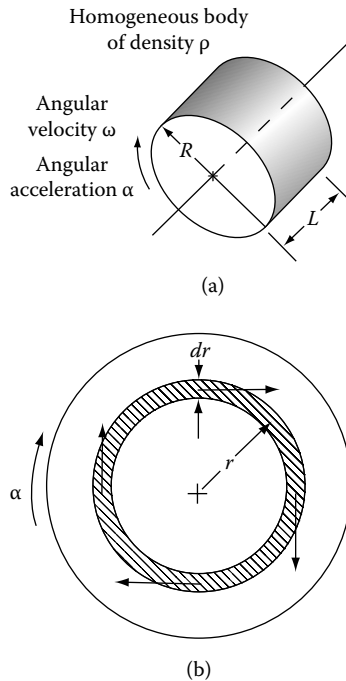 Homogeneous body
of density ρ
Angular
velocity ω
Angular
acceleration α
R
L
(a)
dr
r
α
(b)